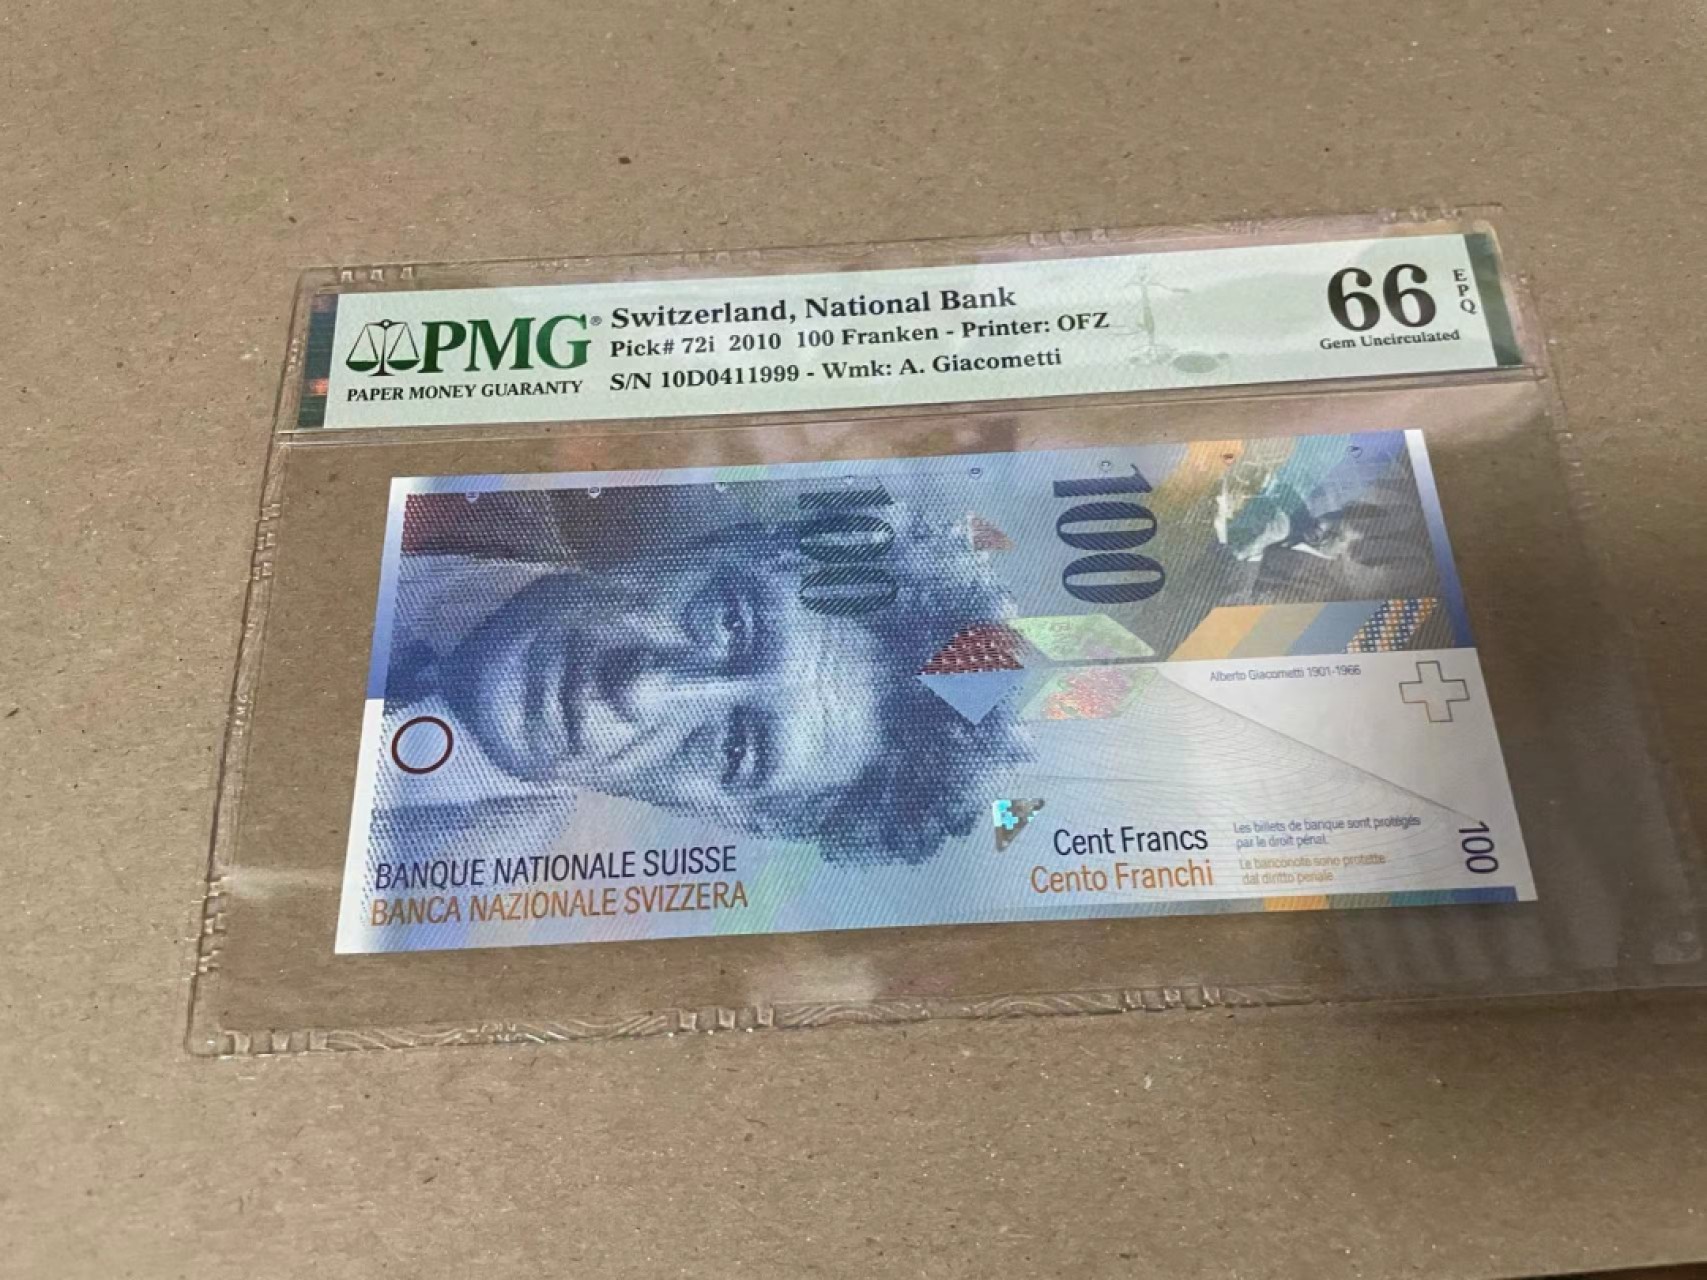 PMG®
PAPER MONEY GUARANTY
Switzerland, National Bank
Pick# 72i 2010 100 Franken - Printer: OFZ
S/N 10D0411999 - Wmk: A. Giacometti
66
EPQ
Gem Uncirculated
100
100
Alberto Giacometti 1901-1966
BANQUE NATIONALE SUISSE
BANCA NAZIONALE SVIZZERA
Cent Francs
Cento Franchi
Les billets de banque sont protégés
par le droit pénal.
Le banconote sono protette
dal diritto penale.
100